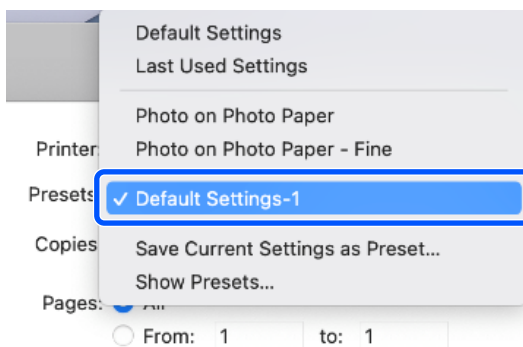 Default Settings
Last Used Settings
Photo on Photo Paper
Printer:
Photo on Photo Paper - Fine
Presets
✓ Default Settings-1
Copies
Save Current Settings as Preset...
Show Presets...
Pages:
All
From: 1 to: 1